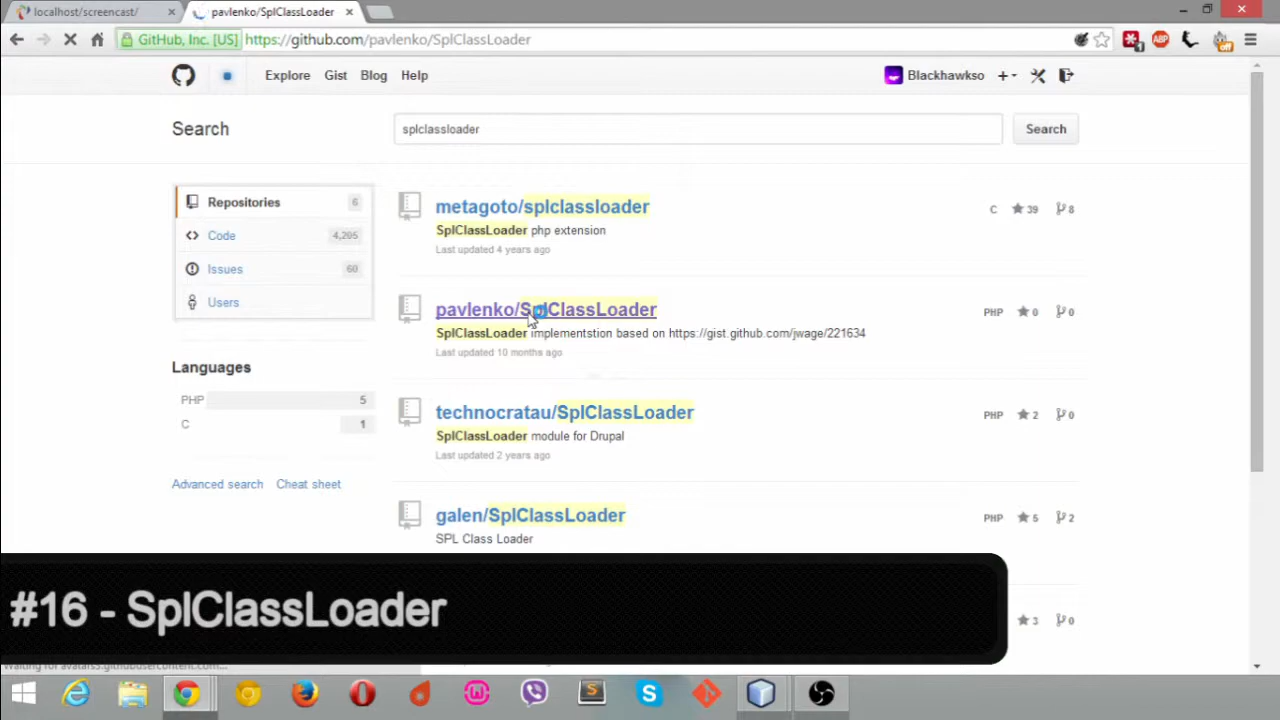 localhost/screencast/
pavlenko/SplClassLoader
GitHub, Inc. [US] https://github.com/pavlenko/SplClassLoader
ABP
off
Explore Gist Blog Help
Blackhawkso
Search
splclassloader
Search
Repositories 6
Code 4,205
Issues 60
Users
Languages
PHP 5
C 1
Advanced search Cheat sheet
metagoto/splclassloader
C 39 8
SplClassLoader php extension
Last updated 4 years ago
pavlenko/SplClassLoader
PHP 0 0
SplClassLoader implementstion based on https://gist.github.com/jwage/221634
Last updated 10 months ago
technocratau/SplClassLoader
PHP 2 0
SplClassLoader module for Drupal
Last updated 2 years ago
galen/SplClassLoader
PHP 5 2
SPL Class Loader
3 0
#16 - SplClassLoader